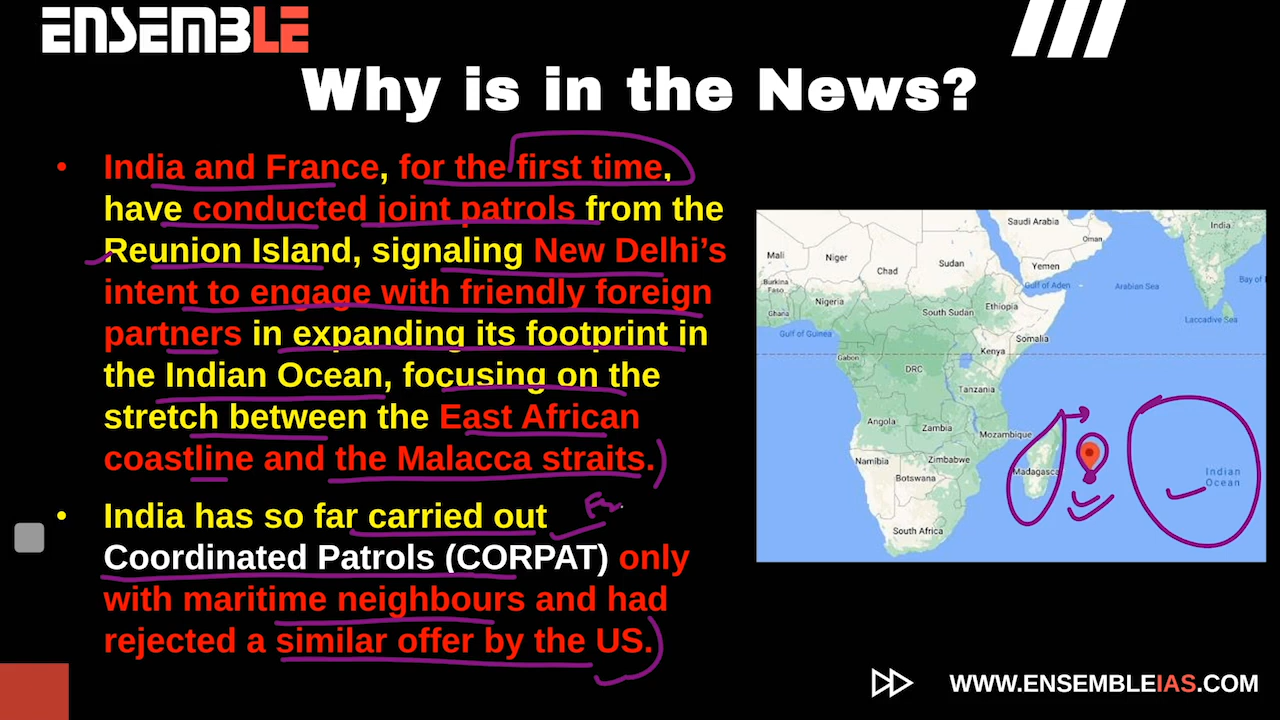 ENSEMBLE
Why is in the News?
• India and France, for the first time,
have conducted joint patrols from the
Reunion Island, signaling New Delhi’s
intent to engage with friendly foreign
partners in expanding its footprint in
the Indian Ocean, focusing on the
stretch between the East African
coastline and the Malacca straits.
• India has so far carried out
Coordinated Patrols (CORPAT) only
with maritime neighbours and had
rejected a similar offer by the US.
Saudi Arabia
India
Oman
Mali
Niger
Sudan
Chad
Yemen
Burkina
Faso
Gulf of Aden
Arabian Sea
Bay of
Nigeria
Ethiopia
Ghana
South Sudan
Laccadive Sea
Gulf of Guinea
Somalia
Gabon
Kenya
DRC
Tanzania
Angola
Zambia
Mozambique
Namibia
Zimbabwe
Madagasca
Botswana
Indian
Ocean
South Africa
WWW.ENSEMBLEIAS.COM